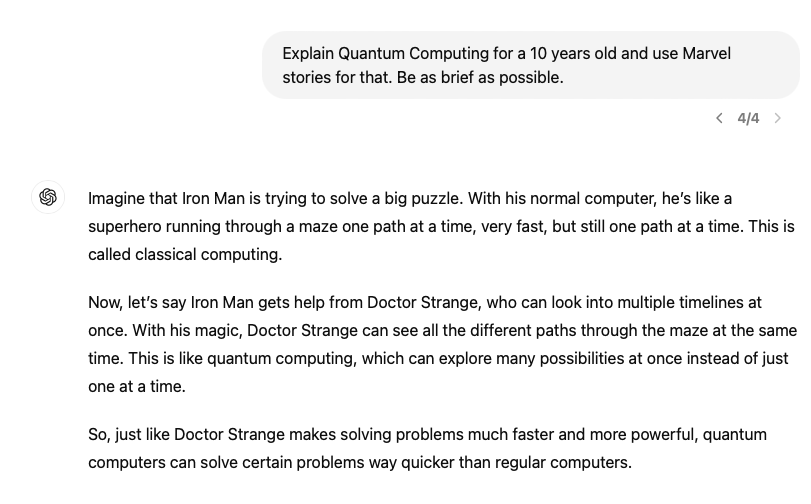 Explain Quantum Computing for a 10 years old and use Marvel
stories for that. Be as brief as possible.
4/4
Imagine that Iron Man is trying to solve a big puzzle. With his normal computer, he’s like a
superhero running through a maze one path at a time, very fast, but still one path at a time. This is
called classical computing.
Now, let’s say Iron Man gets help from Doctor Strange, who can look into multiple timelines at
once. With his magic, Doctor Strange can see all the different paths through the maze at the same
time. This is like quantum computing, which can explore many possibilities at once instead of just
one at a time.
So, just like Doctor Strange makes solving problems much faster and more powerful, quantum
computers can solve certain problems way quicker than regular computers.